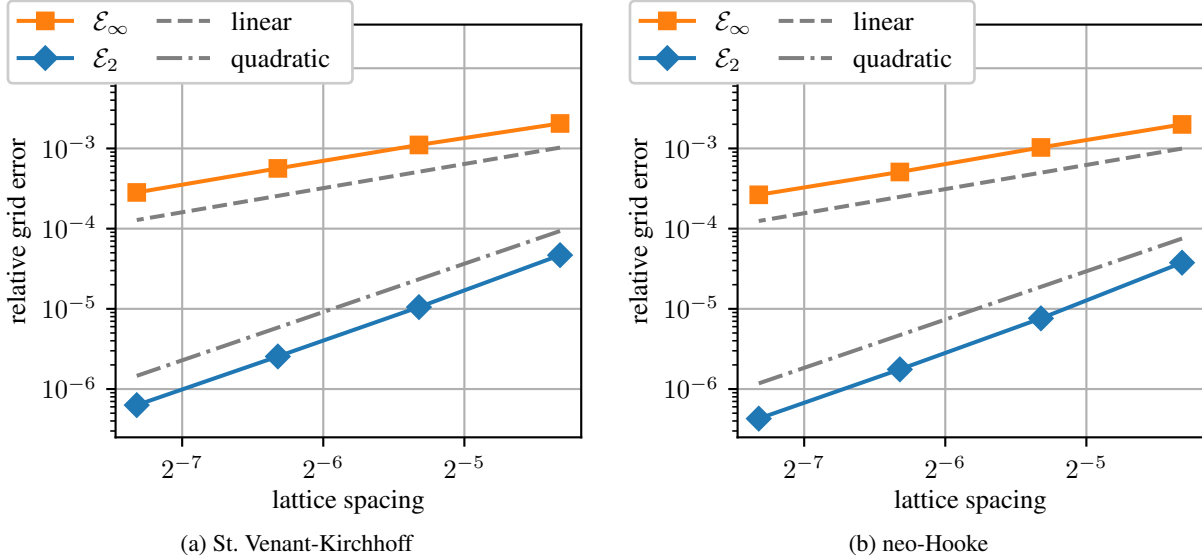 ℰ∞ linear
ℰ2 quadratic
relative grid error
10−3
10−4
10−5
10−6
2−7 2−6 2−5
lattice spacing
(a) St. Venant-Kirchhoff
ℰ∞ linear
ℰ2 quadratic
relative grid error
10−3
10−4
10−5
10−6
2−7 2−6 2−5
lattice spacing
(b) neo-Hooke